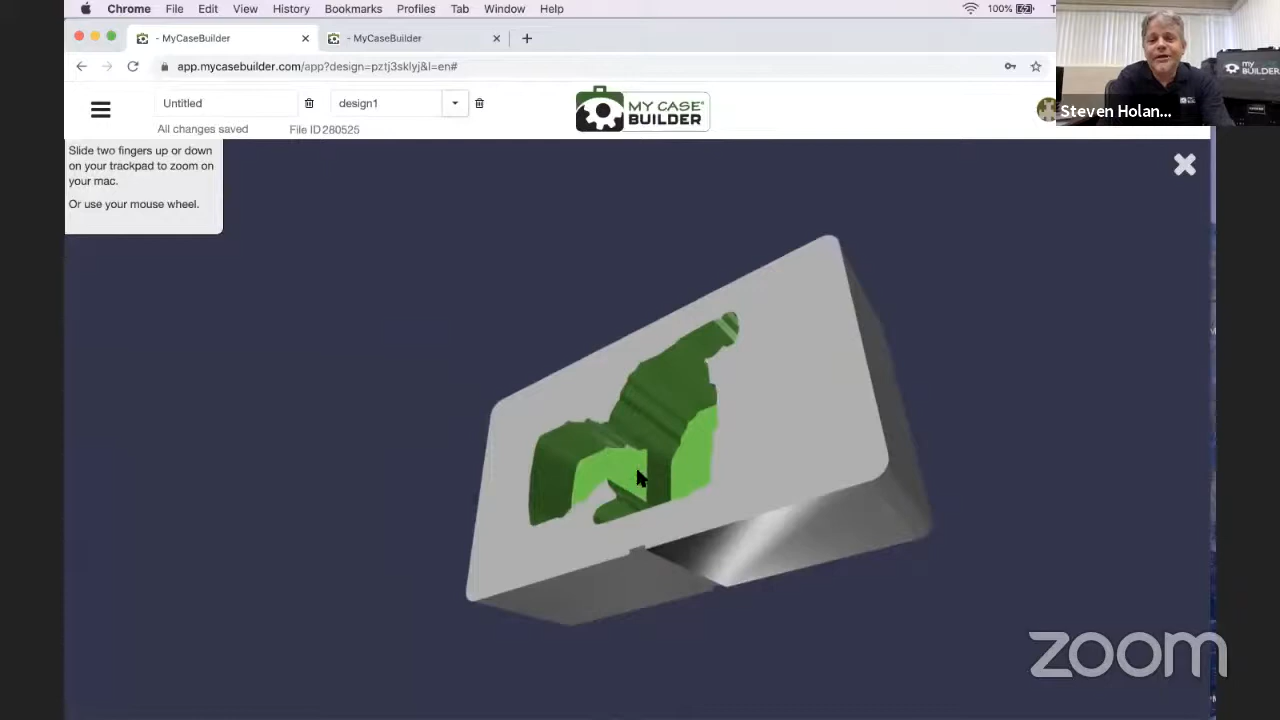 Chrome File Edit View History Bookmarks Profiles Tab Window Help 100%
- MyCaseBuilder
- MyCaseBuilder
app.mycasebuilder.com/app?design=pztj3sklyj&l=en#
Untitled
design1
All changes saved
File ID 280525
MY CASE
BUILDER
my
BUILDER
Steven Holan...
Slide two fingers up or down
on your trackpad to zoom on
your mac.
Or use your mouse wheel.
zoom